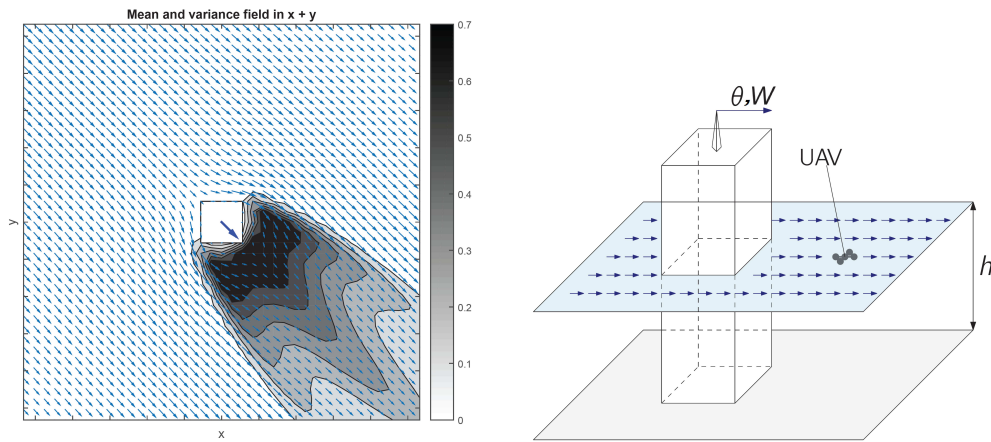 Mean and variance field in x + y
0.7
0.6
0.5
0.4
0.3
0.2
0.1
0
y
x
θ,W
UAV
h